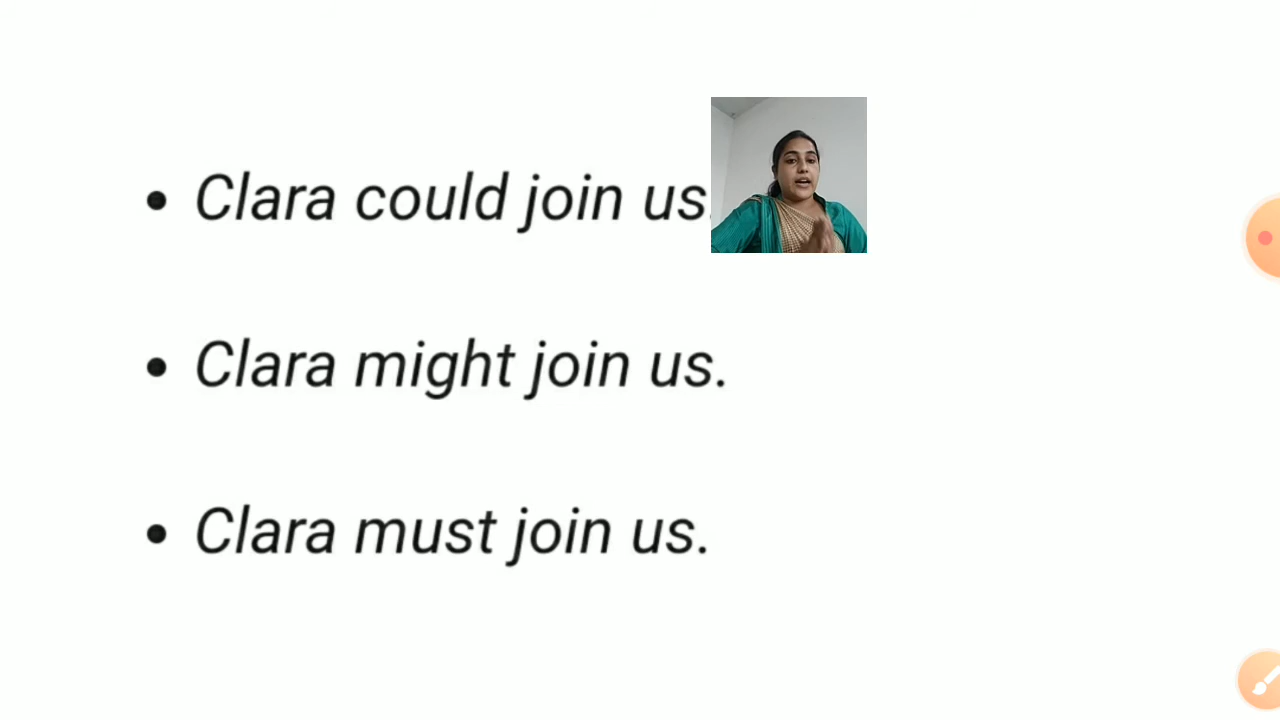 • Clara could join us.
• Clara might join us.
• Clara must join us.